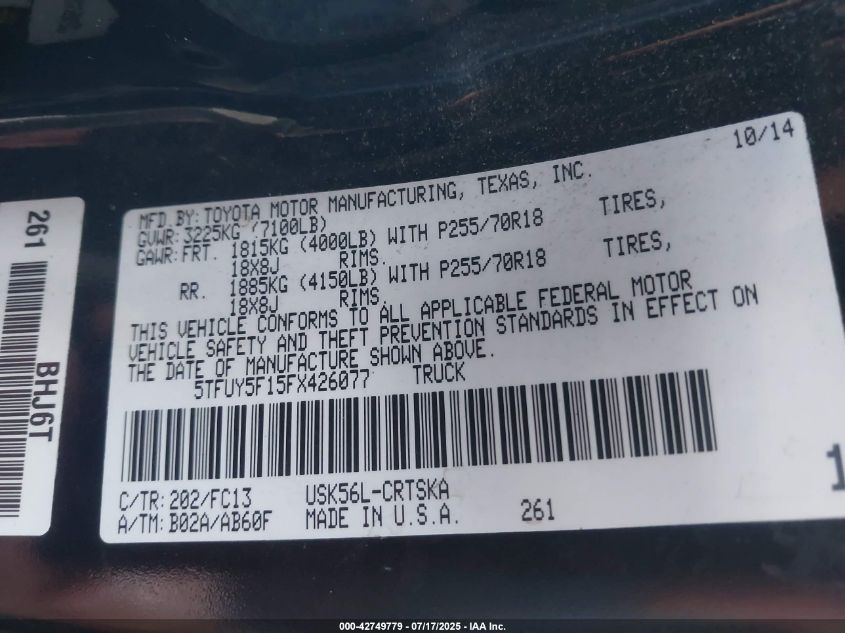 10/14
MFD BY: TOYOTA MOTOR MANUFACTURING, TEXAS, INC.
GVWR: 3225KG (7100LB)
GAWR: FRT. 1815KG (4000LB) WITH P255/70R18 TIRES,
18X8J RIMS.
RR. 1885KG (4150LB) WITH P255/70R18 TIRES,
18X8J RIMS.
THIS VEHICLE CONFORMS TO ALL APPLICABLE FEDERAL MOTOR
VEHICLE SAFETY AND THEFT PREVENTION STANDARDS IN EFFECT ON
THE DATE OF MANUFACTURE SHOWN ABOVE.
5TFUY5F15FX426077 TRUCK
C/TR: 202/FC13 USK56L-CRTSKA
A/TM: B02A/AB60F MADE IN U.S.A. 261
1
261
BHJ6T
000-42749779 - 07/17/2025 - IAA Inc.